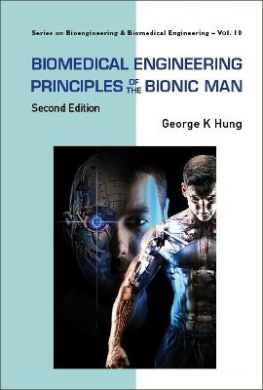 Series on Bioengineering & Biomedical Engineering – Vol. 10
BIOMEDICAL ENGINEERING
PRINCIPLES OF THE BIONIC MAN
Second Edition
George K Hung